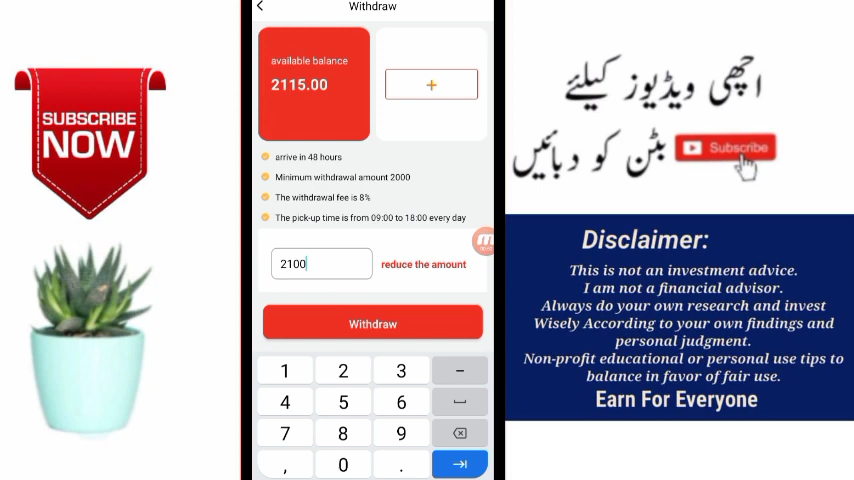 SUBSCRIBE
NOW
Withdraw
available balance
2115.00
+
arrive in 48 hours
Minimum withdrawal amount 2000
The withdrawal fee is 8%
The pick-up time is from 09:00 to 18:00 every day
2100
reduce the amount
Withdraw
1 2 3 -
4 5 6
7 8 9
, 0 .
اچھی ویڈیوز کیلئے
بٹن کو دبائیں
Subscribe
Disclaimer:
This is not an investment advice.
I am not a financial advisor.
Always do your own research and invest
Wisely According to your own findings and
personal judgment.
Non-profit educational or personal use tips to
balance in favor of fair use.
Earn For Everyone